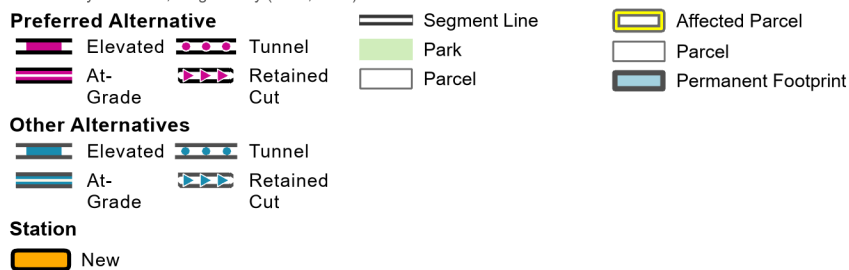 Preferred Alternative
Elevated
Tunnel
At-
Grade
Retained
Cut
Other Alternatives
Elevated
Tunnel
At-
Grade
Retained
Cut
Station
New
Segment Line
Park
Parcel
Affected Parcel
Parcel
Permanent Footprint